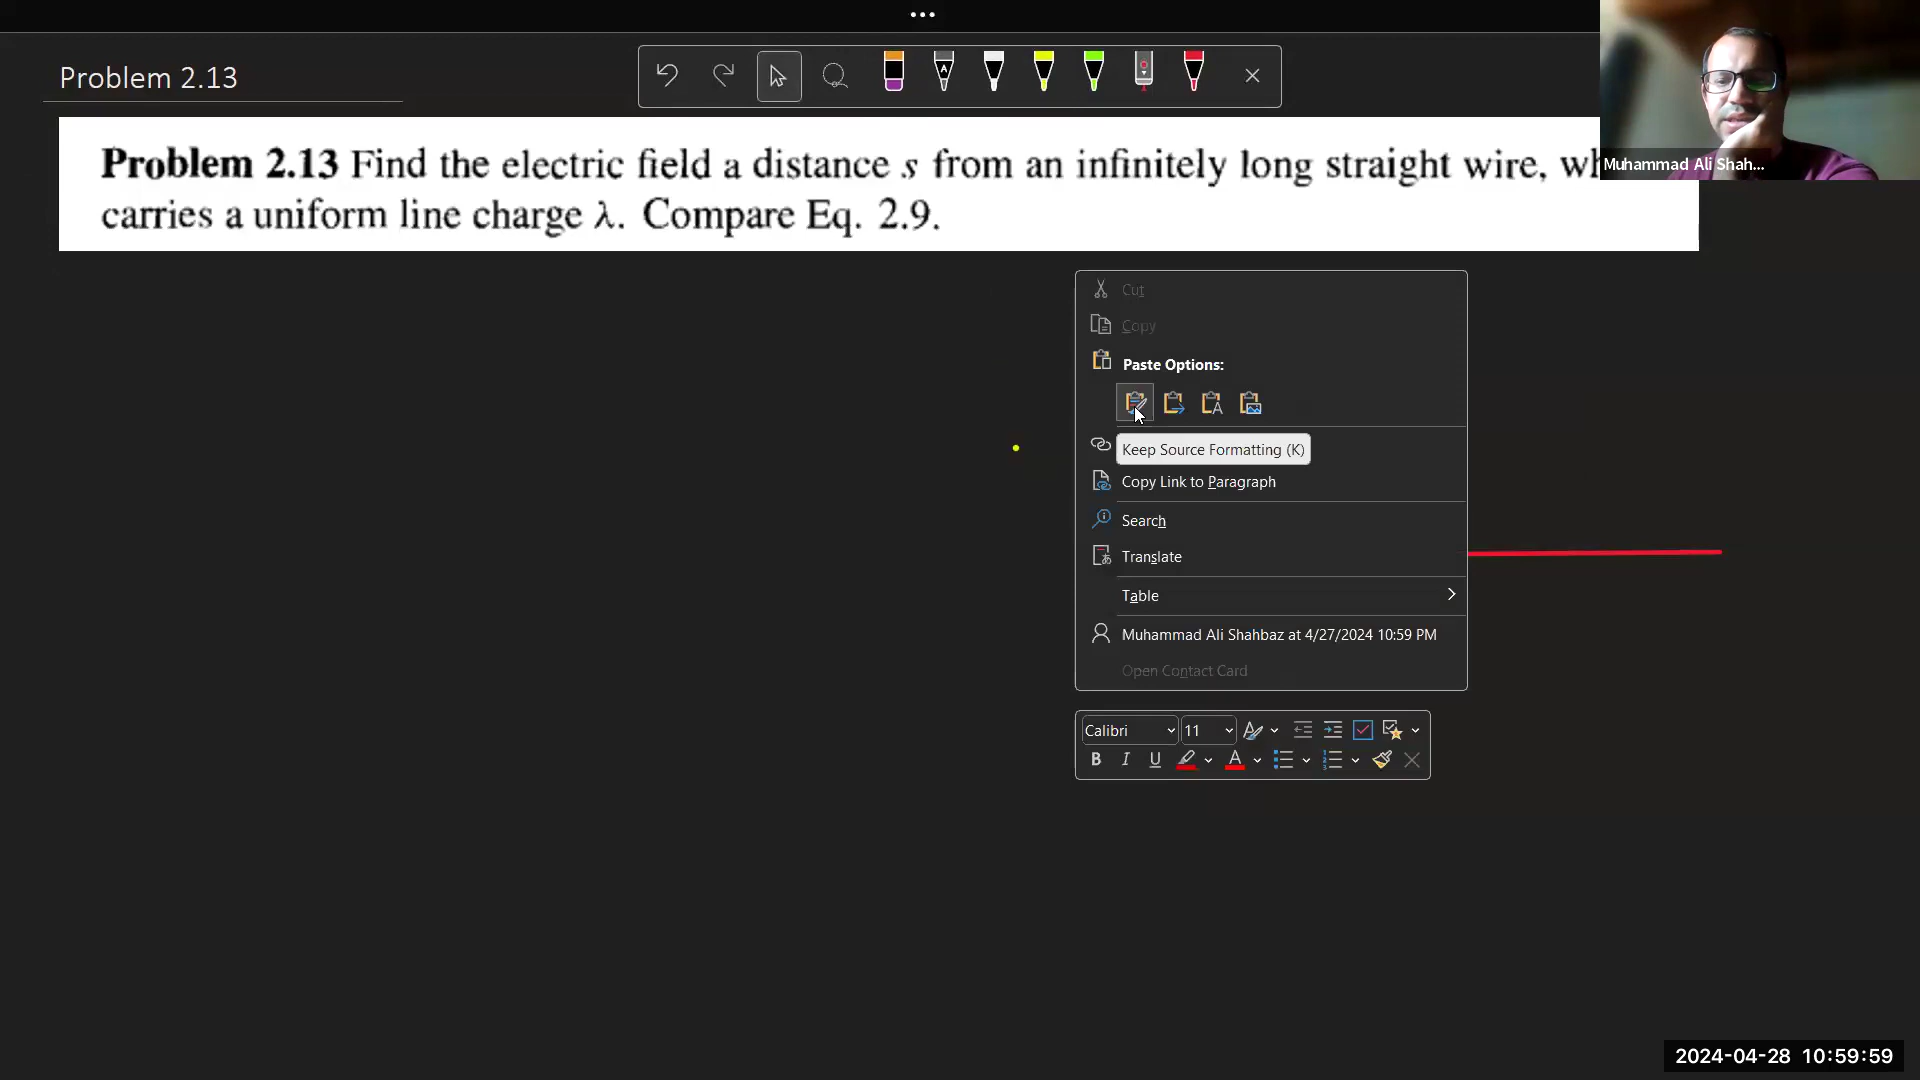 Problem 2.13
Problem 2.13 Find the electric field a distance s from an infinitely long straight wire,
carries a uniform line charge λ. Compare Eq. 2.9.
Muhammad Ali Shah...
Cut
Copy
Paste Options:
Keep Source Formatting (K)
Copy Link to Paragraph
Search
Translate
Table
Muhammad Ali Shahbaz at 4/27/2024 10:59 PM
Open Contact Card
Calibri 11
B I U A
2024-04-28 10:59:59